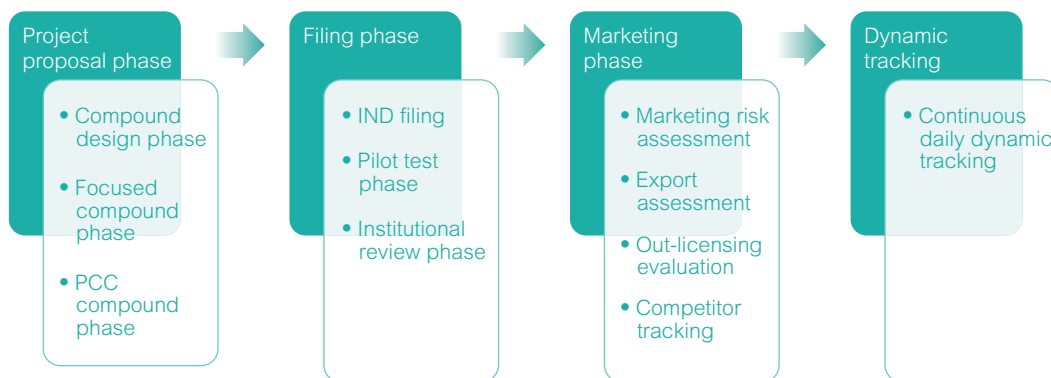 Project
proposal phase
• Compound
design phase
• Focused
compound
phase
• PCC
compound
phase
Filing phase
• IND filing
• Pilot test
phase
• Institutional
review phase
Marketing
phase
• Marketing risk
assessment
• Export
assessment
• Out-licensing
evaluation
• Competitor
tracking
Dynamic
tracking
• Continuous
daily dynamic
tracking